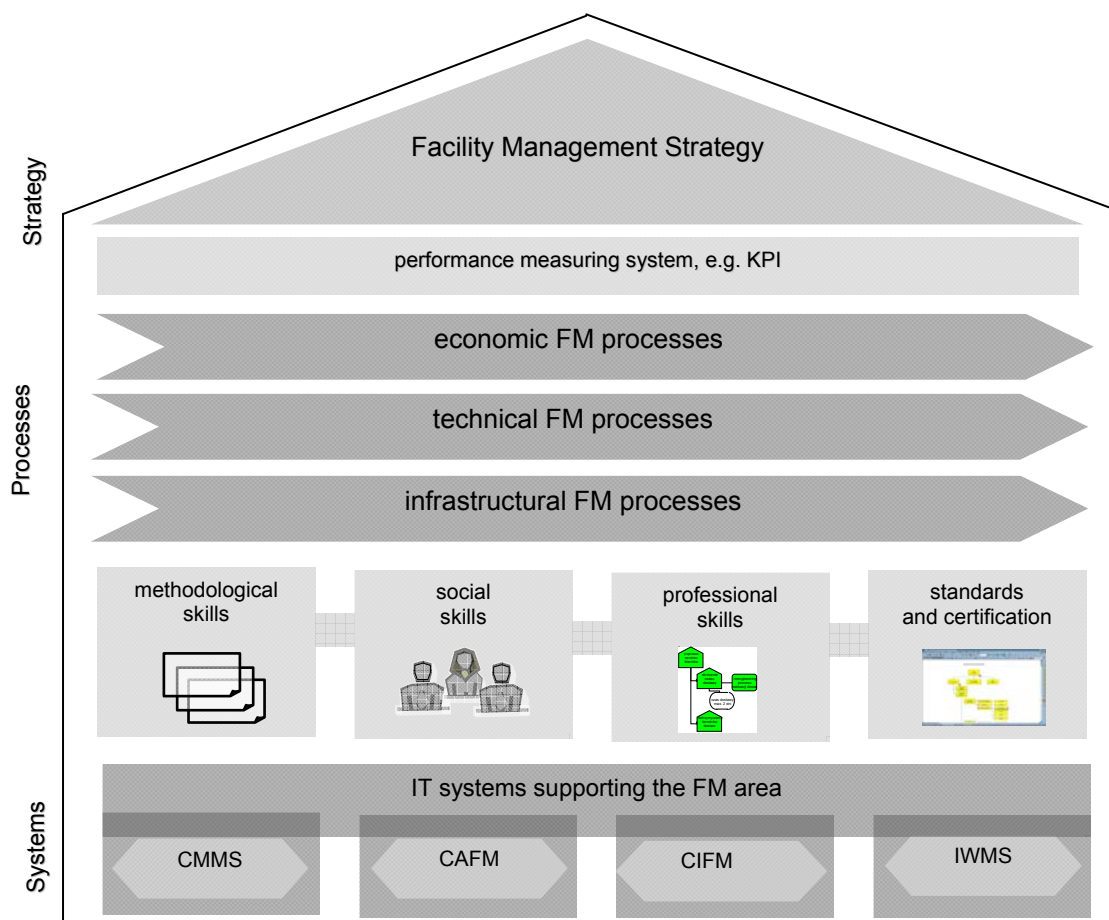 Strategy
Facility Management Strategy
performance measuring system, e.g. KPI
Processes
economic FM processes
technical FM processes
infrastructural FM processes
methodological
skills
social
skills
professional
skills
standards
and certification
Systems
IT systems supporting the FM area
CMMS
CAFM
CIFM
IWMS